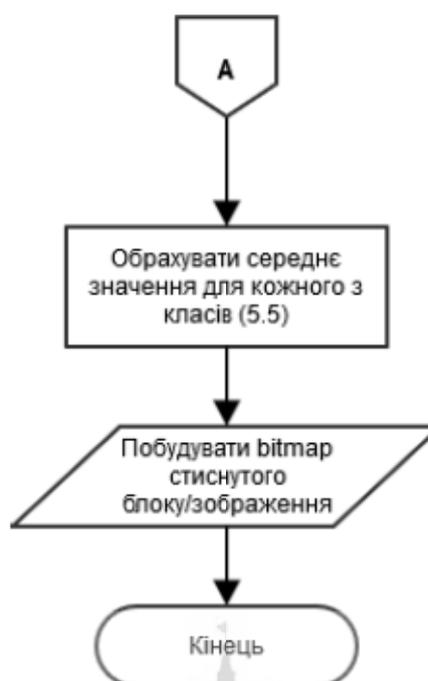 А
Обрахувати середнє
значення для кожного з
класів (5.5)
Побудувати bitmap
стиснутого
блоку/зображення
Кінець